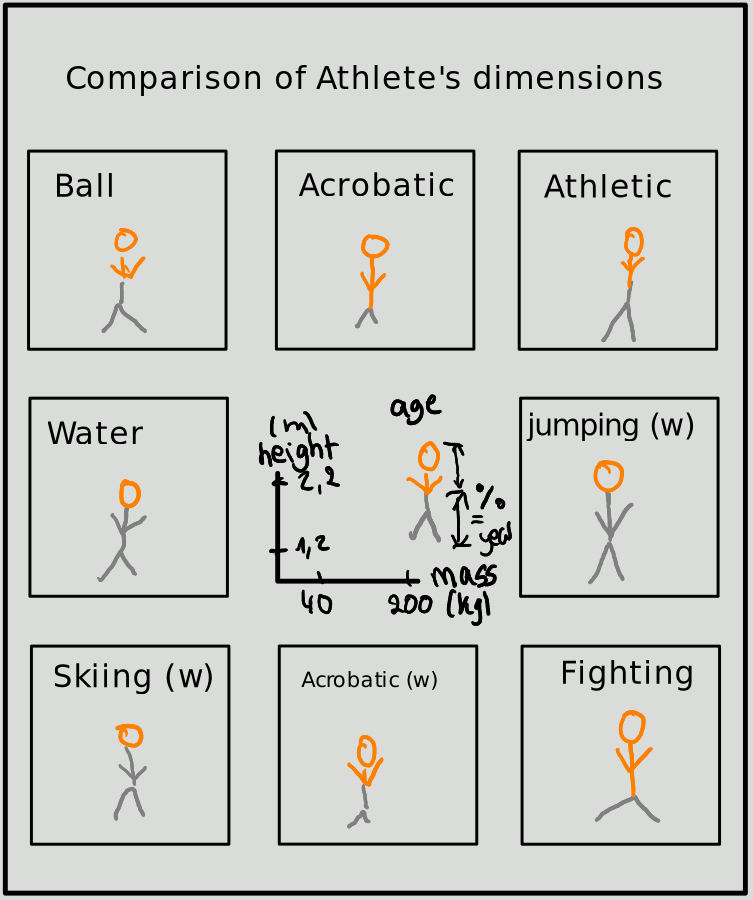 Comparison of Athlete's dimensions
Ball
Acrobatic
Athletic
Water
(m)
height
2,2
1,2
40
200
mass
(kg)
age
%
=
year
jumping (w)
Skiing (w)
Acrobatic (w)
Fighting